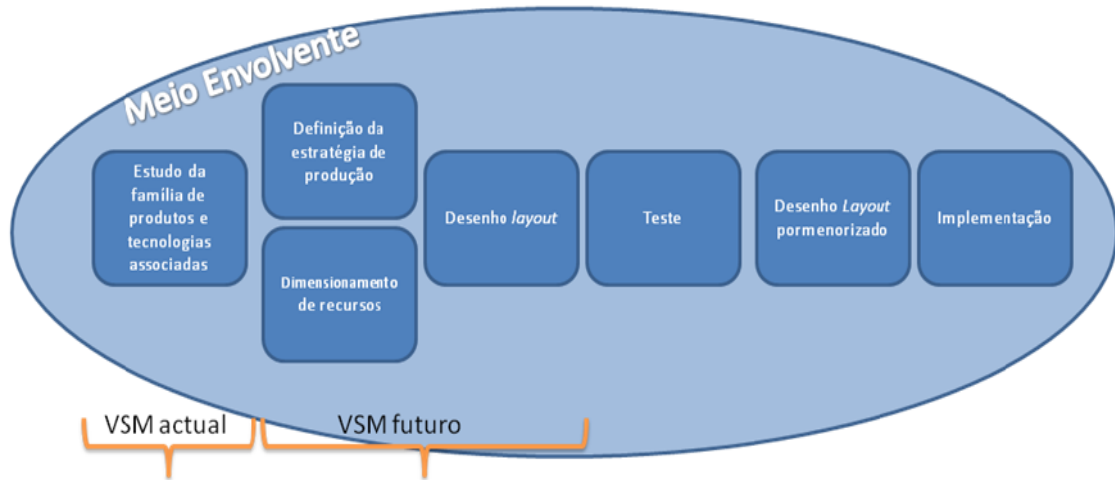 Meio Envolvente
Estudo da
família de
produtos e
tecnologias
associadas
Definição da
estratégia de
produção
Dimensionamento
de recursos
Desenho layout
Teste
Desenho Layout
pormenorizado
Implementação
VSM actual
VSM futuro